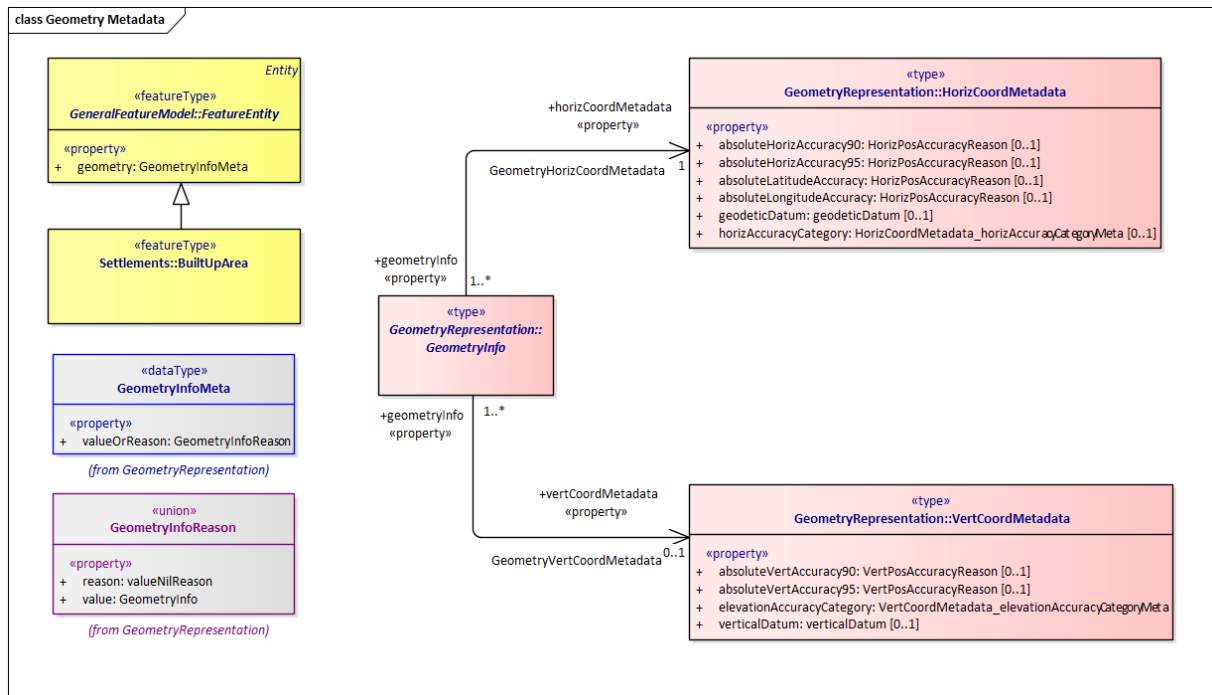 class Geometry Metadata
Entity
«featureType»
GeneralFeatureModel::FeatureEntity
«property»
+ geometry: GeometryInfoMeta
«featureType»
Settlements::BuiltUpArea
«dataType»
GeometryInfoMeta
«property»
+ valueOrReason: GeometryInfoReason
(from GeometryRepresentation)
«union»
GeometryInfoReason
«property»
+ reason: valueNilReason
+ value: GeometryInfo
(from GeometryRepresentation)
+horizCoordMetadata
«property»
GeometryHorizCoordMetadata
1
+geometryInfo
«property»
1..*
«type»
GeometryRepresentation::
GeometryInfo
+geometryInfo
«property»
1..*
+vertCoordMetadata
«property»
GeometryVertCoordMetadata
0..1
«type»
GeometryRepresentation::HorizCoordMetadata
«property»
+ absoluteHorizAccuracy90: HorizPosAccuracyReason [0..1]
+ absoluteHorizAccuracy95: HorizPosAccuracyReason [0..1]
+ absoluteLatitudeAccuracy: HorizPosAccuracyReason [0..1]
+ absoluteLongitudeAccuracy: HorizPosAccuracyReason [0..1]
+ geodeticDatum: geodeticDatum [0..1]
+ horizAccuracyCategory: HorizCoordMetadata_horizAccuracyCategoryMeta [0..1]
«type»
GeometryRepresentation::VertCoordMetadata
«property»
+ absoluteVertAccuracy90: VertPosAccuracyReason [0..1]
+ absoluteVertAccuracy95: VertPosAccuracyReason [0..1]
+ elevationAccuracyCategory: VertCoordMetadata_elevationAccuracyCategoryMeta
+ verticalDatum: verticalDatum [0..1]